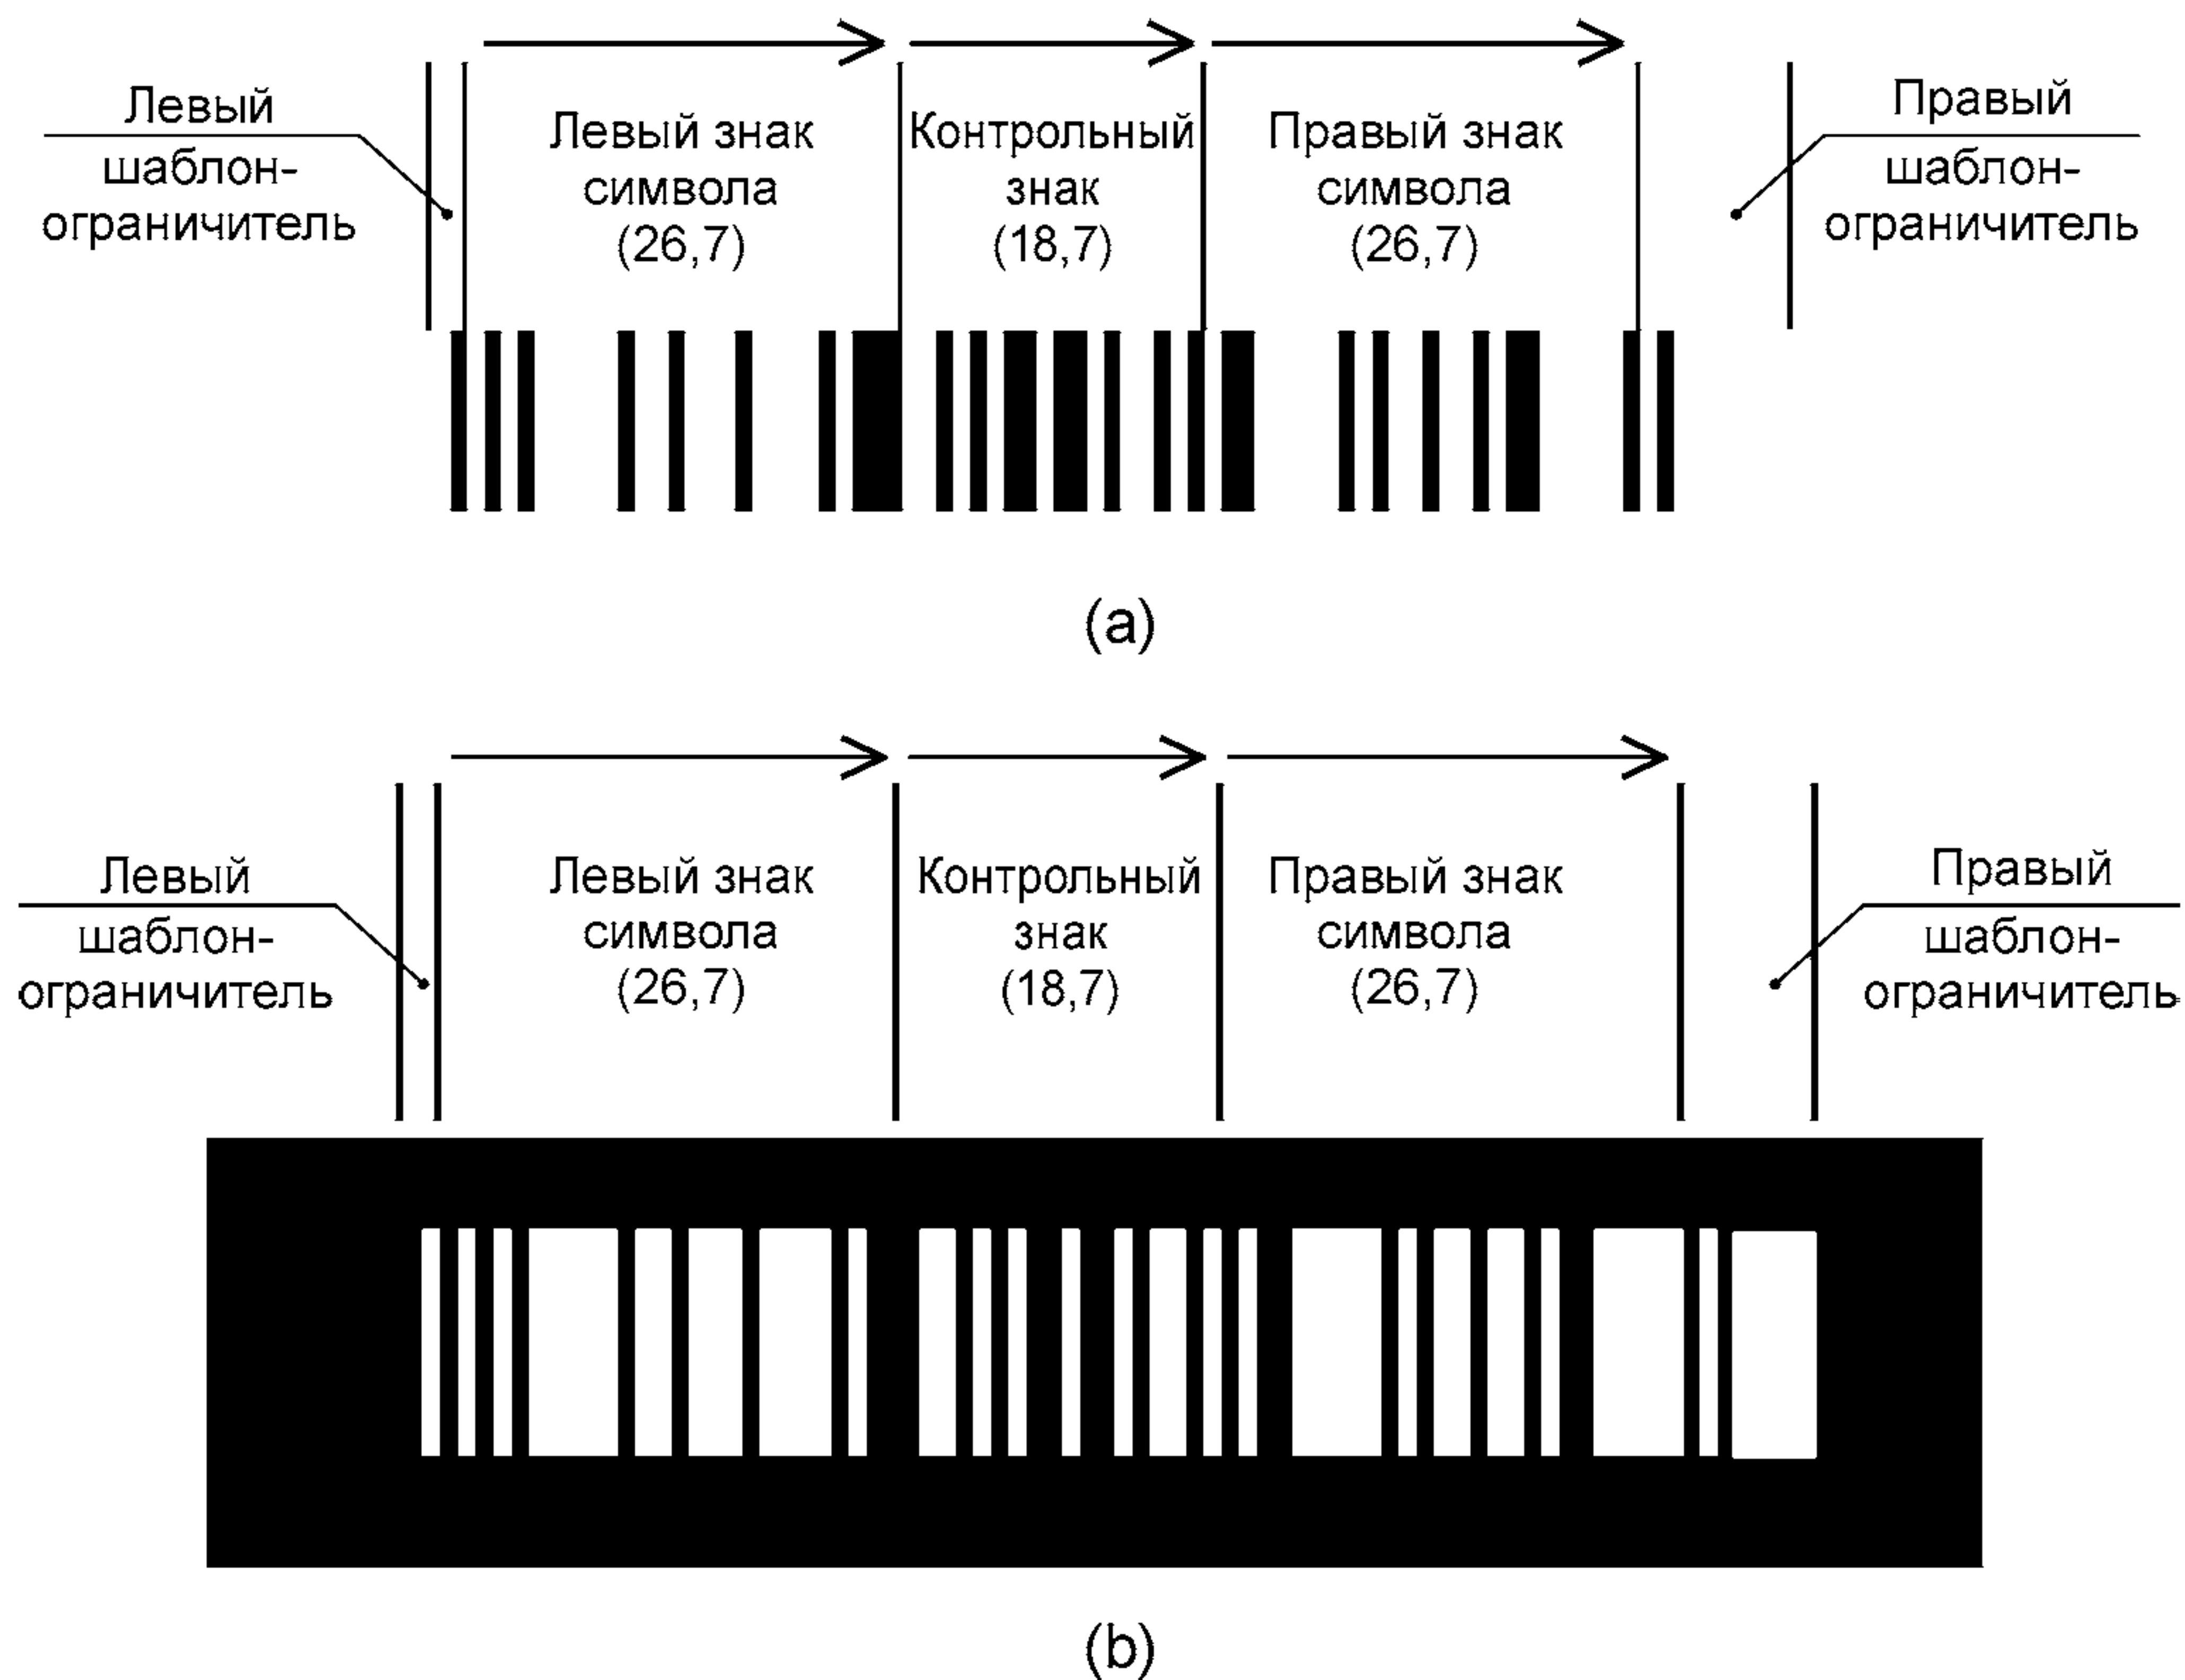 Левый
шаблон-
ограничитель
Левый знак
символа
(26,7)
Контрольный
знак
(18,7)
Правый знак
символа
(26,7)
Правый
шаблон-
ограничитель
(a)
Левый
шаблон-
ограничитель
Левый знак
символа
(26,7)
Контрольный
знак
(18,7)
Правый знак
символа
(26,7)
Правый
шаблон-
ограничитель
(b)